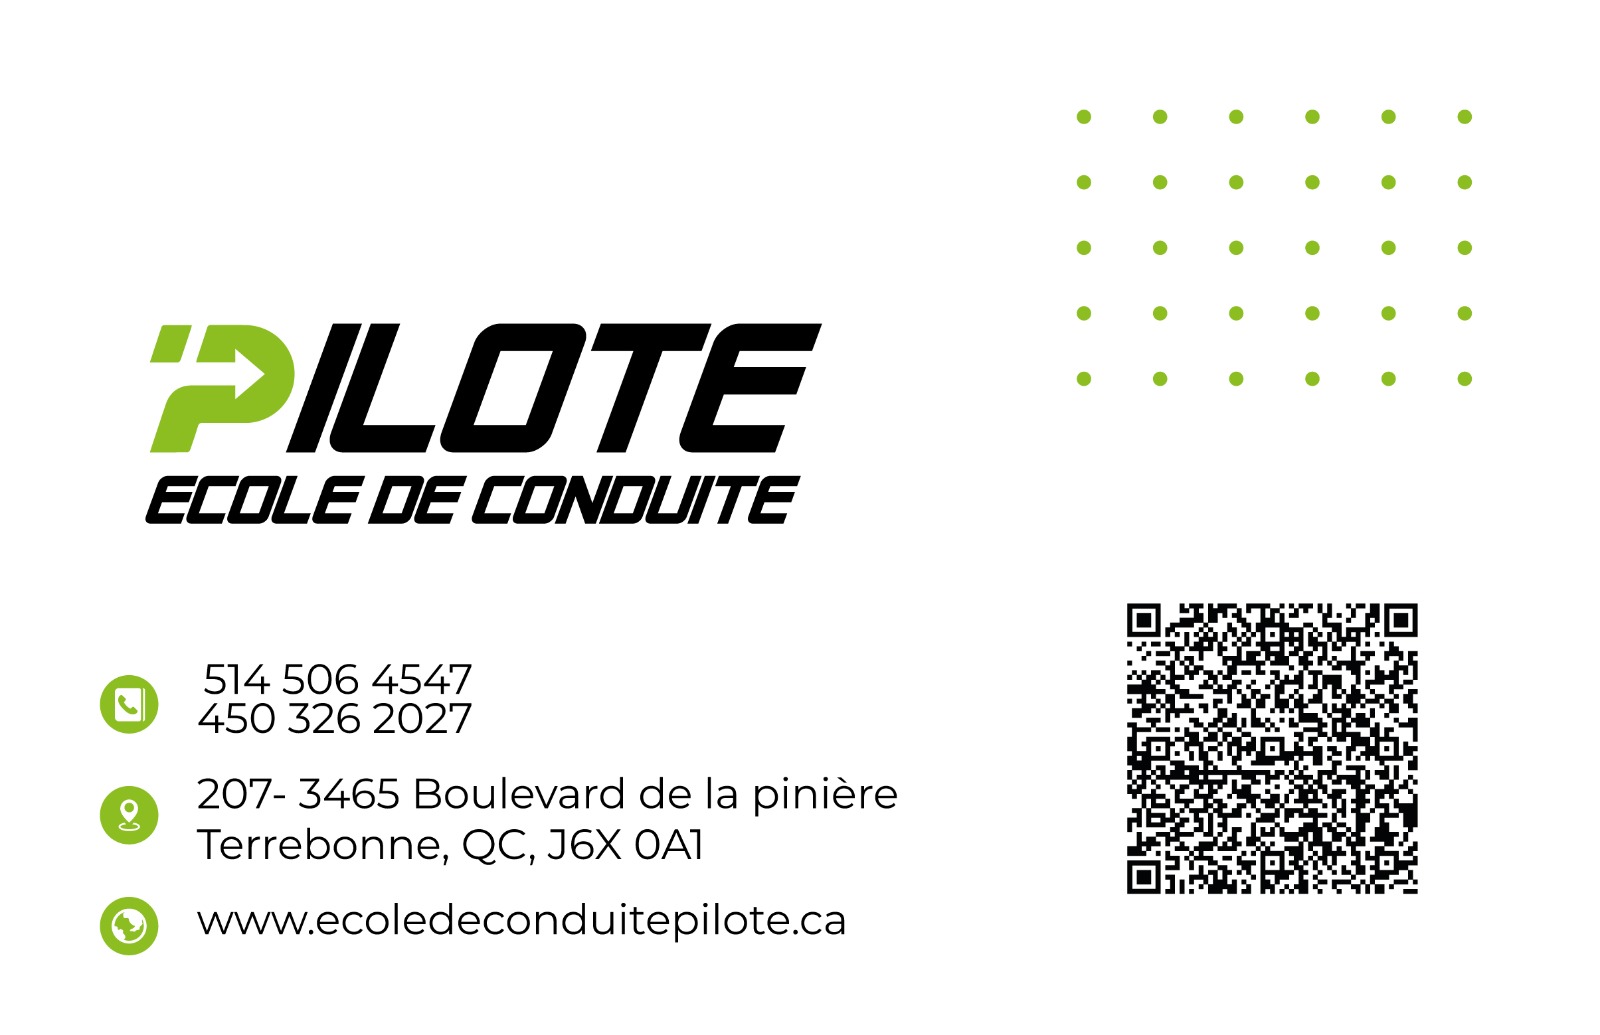 PILOTE
ECOLE DE CONDUITE
514 506 4547
450 326 2027
207- 3465 Boulevard de la pinière
Terrebonne, QC, J6X 0A1
www.ecoledeconduitepilote.ca